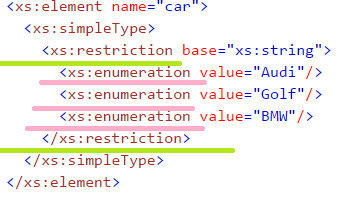 <xs:element name="car">
<xs:simpleType>
<xs:restriction base="xs:string">
<xs:enumeration value="Audi"/>
<xs:enumeration value="Golf"/>
<xs:enumeration value="BMW"/>
</xs:restriction>
</xs:simpleType>
</xs:element>